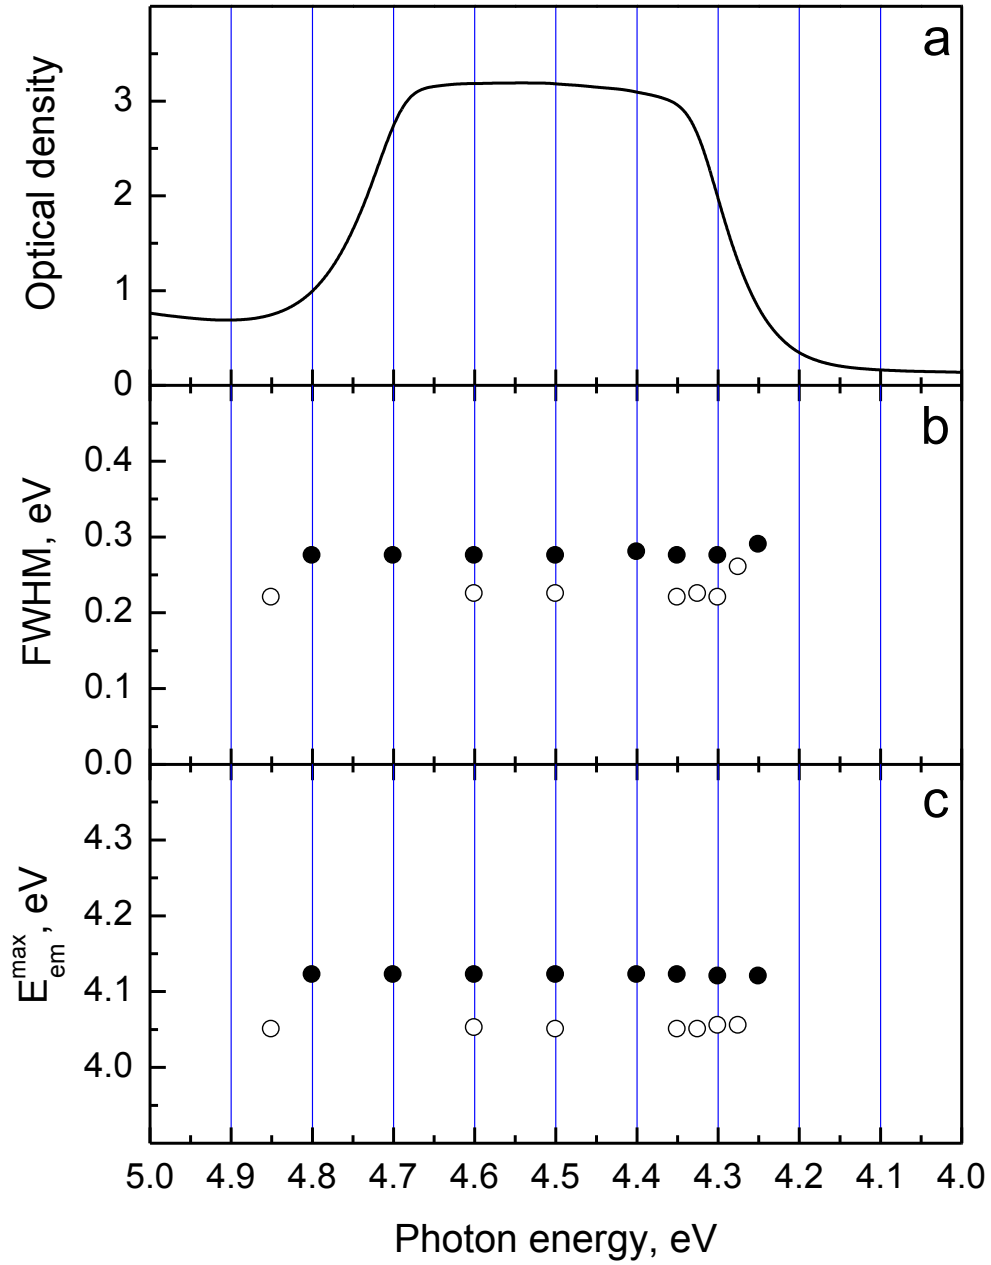 a
Optical density
3
2
1
0
b
FWHM, eV
0.4
0.3
0.2
0.1
0.0
c
E_em^max, eV
4.3
4.2
4.1
4.0
5.0 4.9 4.8 4.7 4.6 4.5 4.4 4.3 4.2 4.1 4.0
Photon energy, eV